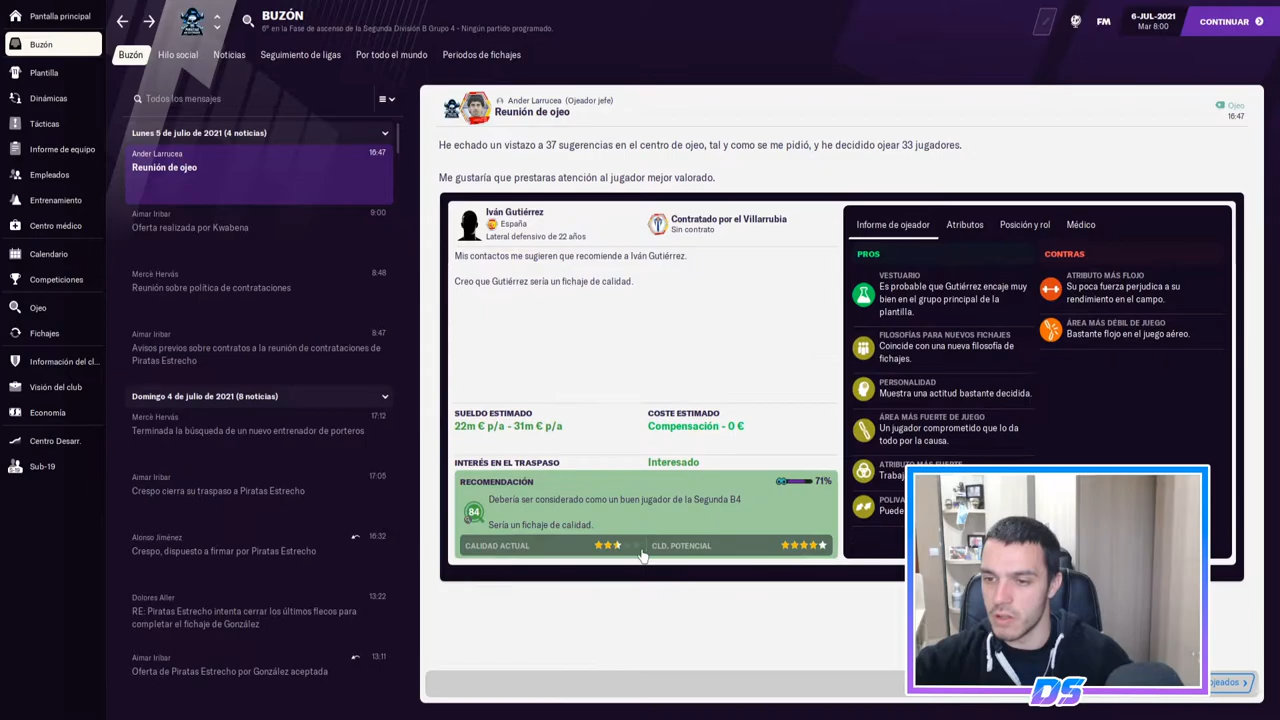 Pantalla principal
Buzón
Plantilla
Dinámicas
Tácticas
Informe de equipo
Empleados
Entrenamiento
Centro médico
Calendario
Competiciones
Ojeo
Fichajes
Información del cl...
Visión del club
Economía
Centro Desarr.
Sub-19
BUZÓN
6º en la Fase de ascenso de la Segunda División B Grupo 4 - Ningún partido programado.
FM
6-JUL-2021
Mar 8:00
CONTINUAR
Buzón
Hilo social
Noticias
Seguimiento de ligas
Por todo el mundo
Periodos de fichajes
Todos los mensajes
Lunes 5 de julio de 2021 (4 noticias)
Ander Larrucea
16:47
Reunión de ojeo
Aimar Iribar
9:00
Oferta realizada por Kwabena
Mercè Hervás
8:48
Reunión sobre política de contrataciones
Aimar Iribar
8:47
Avisos previos sobre contratos a la reunión de contrataciones de
Piratas Estrecho
Domingo 4 de julio de 2021 (8 noticias)
Mercè Hervás
17:12
Terminada la búsqueda de un nuevo entrenador de porteros
Aimar Iribar
17:05
Crespo cierra su traspaso a Piratas Estrecho
Alonso Jiménez
16:32
Crespo, dispuesto a firmar por Piratas Estrecho
Dolores Aller
13:22
RE: Piratas Estrecho intenta cerrar los últimos flecos para
completar el fichaje de González
Aimar Iribar
13:11
Oferta de Piratas Estrecho por González aceptada
Ander Larrucea (Ojeador jefe)
Reunión de ojeo
Ojeo
16:47
He echado un vistazo a 37 sugerencias en el centro de ojeo, tal y como se me pidió, y he decidido ojear 33 jugadores.
Me gustaría que prestaras atención al jugador mejor valorado.
Iván Gutiérrez
España
Lateral defensivo de 22 años
Contratado por el Villarrubia
Sin contrato
Mis contactos me sugieren que recomiende a Iván Gutiérrez.
Creo que Gutiérrez sería un fichaje de calidad.
SUELDO ESTIMADO
22m € p/a - 31m € p/a
COSTE ESTIMADO
Compensación - 0 €
INTERÉS EN EL TRASPASO
Interesado
RECOMENDACIÓN
71%
84
Debería ser considerado como un buen jugador de la Segunda B4
Sería un fichaje de calidad.
CALIDAD ACTUAL
CLD. POTENCIAL
Informe de ojeador
Atributos
Posición y rol
Médico
PROS
VESTUARIO
Es probable que Gutiérrez encaje muy
bien en el grupo principal de la
plantilla.
FILOSOFÍAS PARA NUEVOS FICHAJES
Coincide con una nueva filosofía de
fichajes.
PERSONALIDAD
Muestra una actitud bastante decidida.
ÁREA MÁS FUERTE DE JUEGO
Un jugador comprometido que lo da
todo por la causa.
ATRIBUTO MÁS FUERTE
CONTRAS
ATRIBUTO MÁS FLOJO
Su poca fuerza perjudica a su
rendimiento en el campo.
ÁREA MÁS DÉBIL DE JUEGO
Bastante flojo en el juego aéreo.
DS